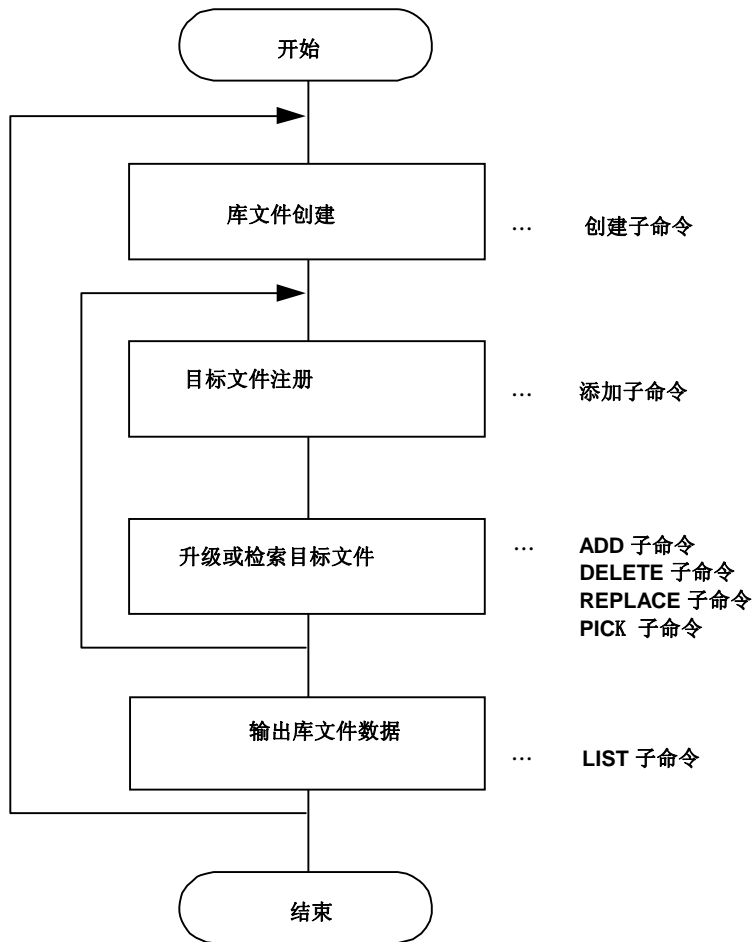 开始
库文件创建
… 创建子命令
目标文件注册
… 添加子命令
升级或检索目标文件
… ADD 子命令
DELETE 子命令
REPLACE 子命令
PICK 子命令
输出库文件数据
… LIST 子命令
结束